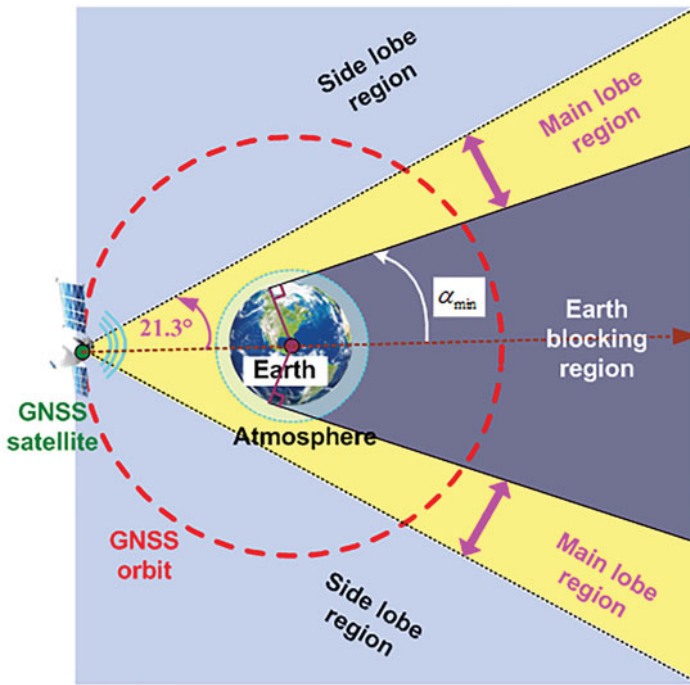 Side lobe
region
Main lobe
region
21.3°
α min
Earth
blocking
region
Earth
GNSS
satellite
Atmosphere
GNSS
orbit
Side lobe
region
Main lobe
region